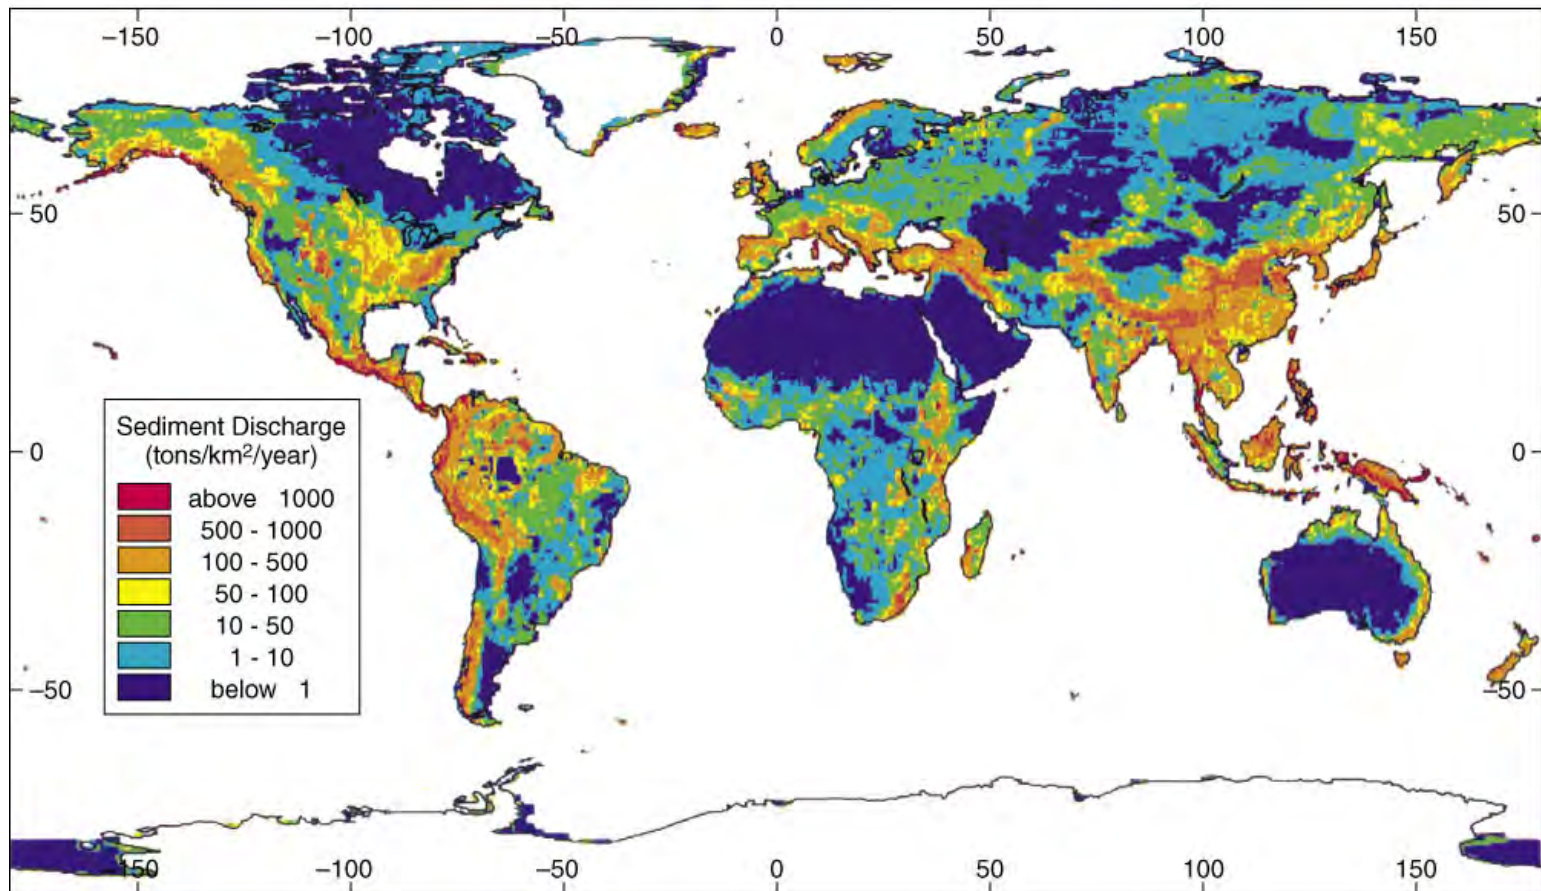 −150 −100 −50 0 50 100 150
50 50
0 0
−50 −50
Sediment Discharge
(tons/km²/year)
above 1000
500 - 1000
100 - 500
50 - 100
10 - 50
1 - 10
below 1
−150 −100 −50 0 50 100 150